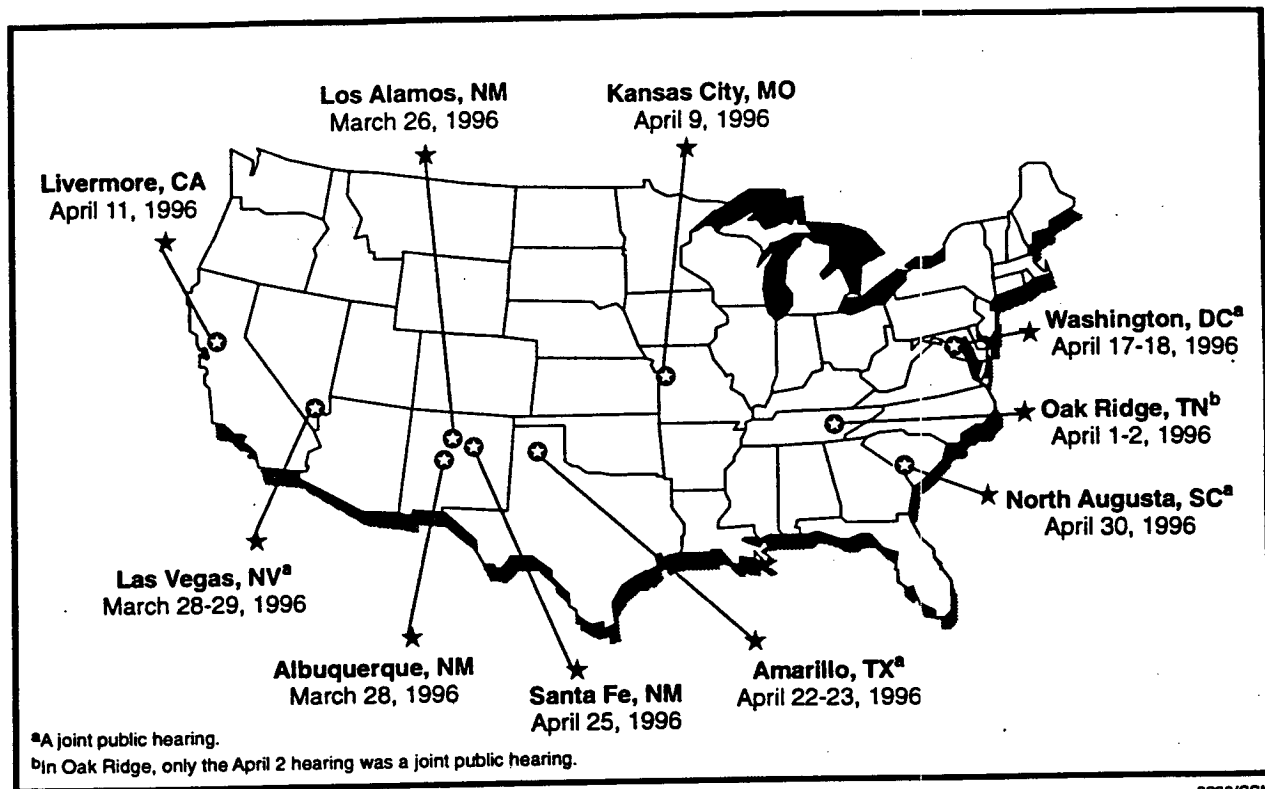 Los Alamos, NM
March 26, 1996
Kansas City, MO
April 9, 1996
Livermore, CA
April 11, 1996
Washington, DCᵃ
April 17-18, 1996
Oak Ridge, TNᵇ
April 1-2, 1996
North Augusta, SCᵃ
April 30, 1996
Las Vegas, NVᵃ
March 28-29, 1996
Albuquerque, NM
March 28, 1996
Santa Fe, NM
April 25, 1996
Amarillo, TXᵃ
April 22-23, 1996
ᵃA joint public hearing.
ᵇIn Oak Ridge, only the April 2 hearing was a joint public hearing.